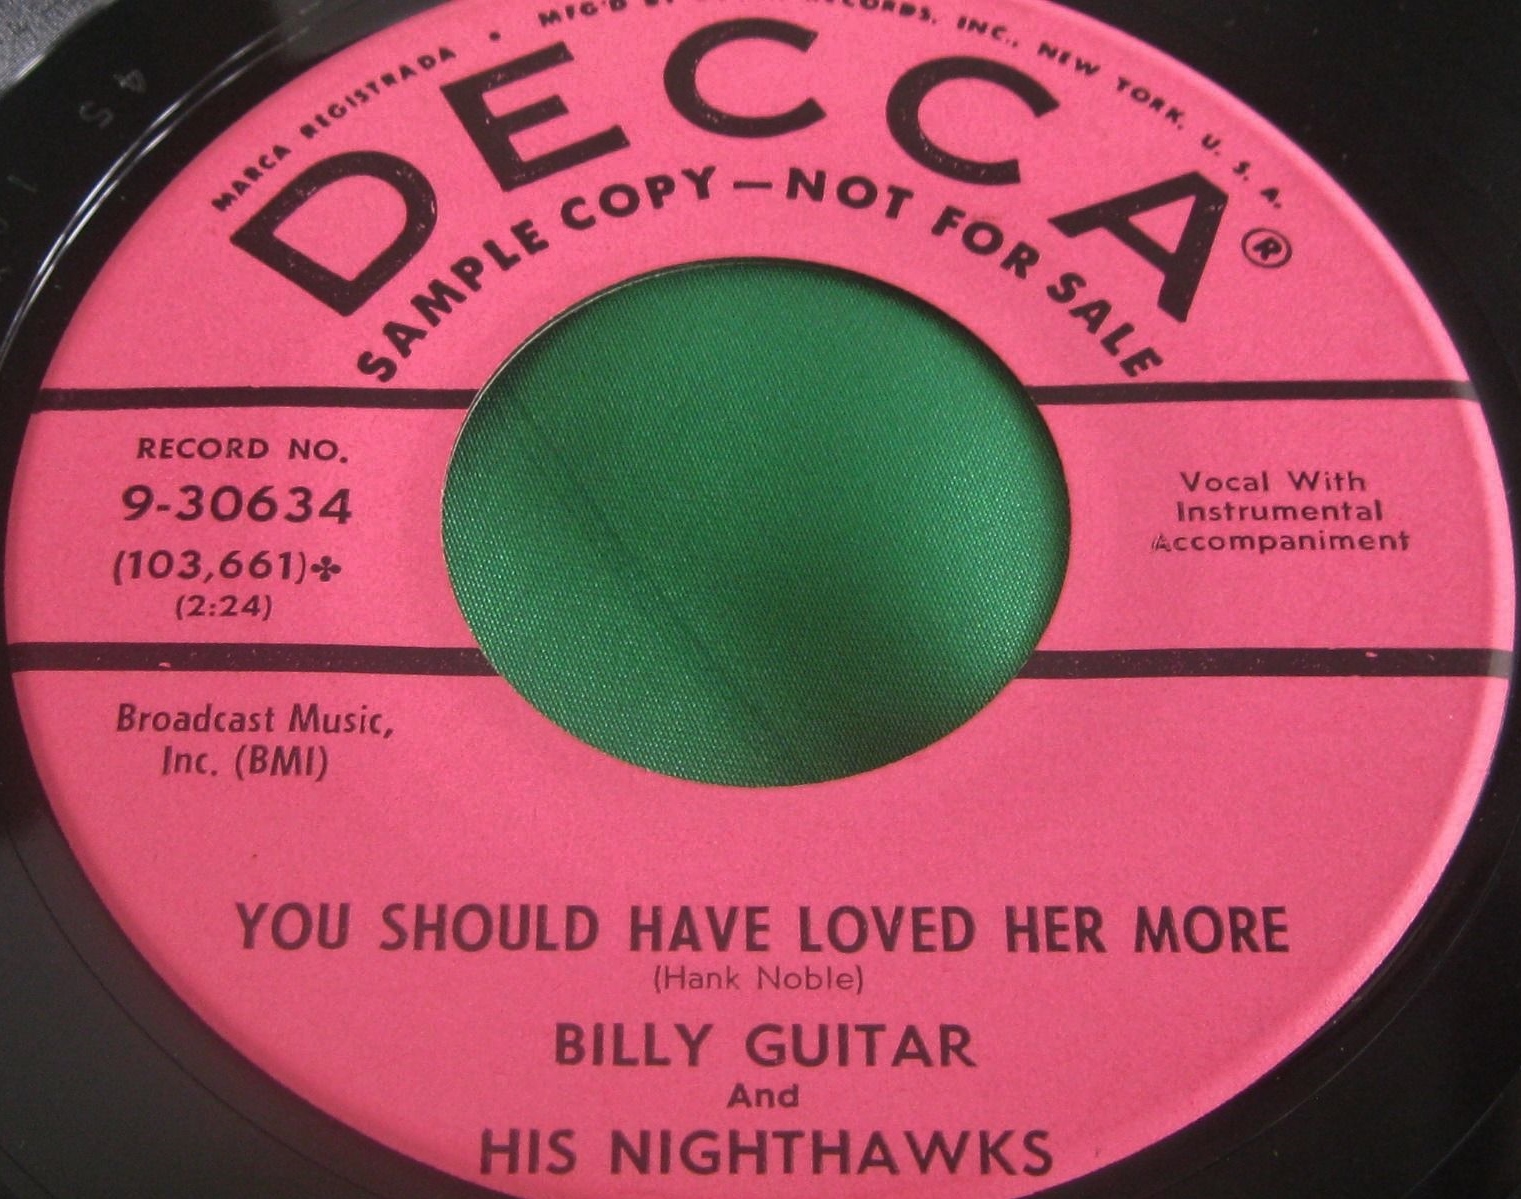 MARCA REGISTRADA • MFG'D BY DECCA RECORDS, INC., NEW YORK, U. S. A.
DECCA®
SAMPLE COPY—NOT FOR SALE
RECORD NO.
9-30634
(103,661)✤
(2:24)
Vocal With
Instrumental
Accompaniment
Broadcast Music,
Inc. (BMI)
YOU SHOULD HAVE LOVED HER MORE
(Hank Noble)
BILLY GUITAR
And
HIS NIGHTHAWKS